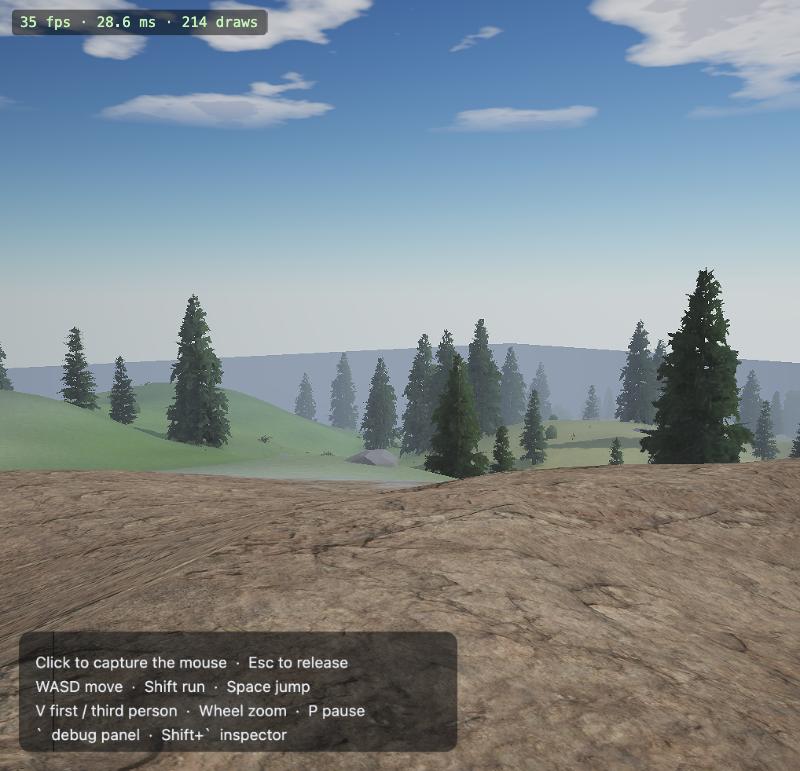 35 fps · 28.6 ms · 214 draws
Click to capture the mouse · Esc to release
WASD move · Shift run · Space jump
V first / third person · Wheel zoom · P pause
` debug panel · Shift+` inspector